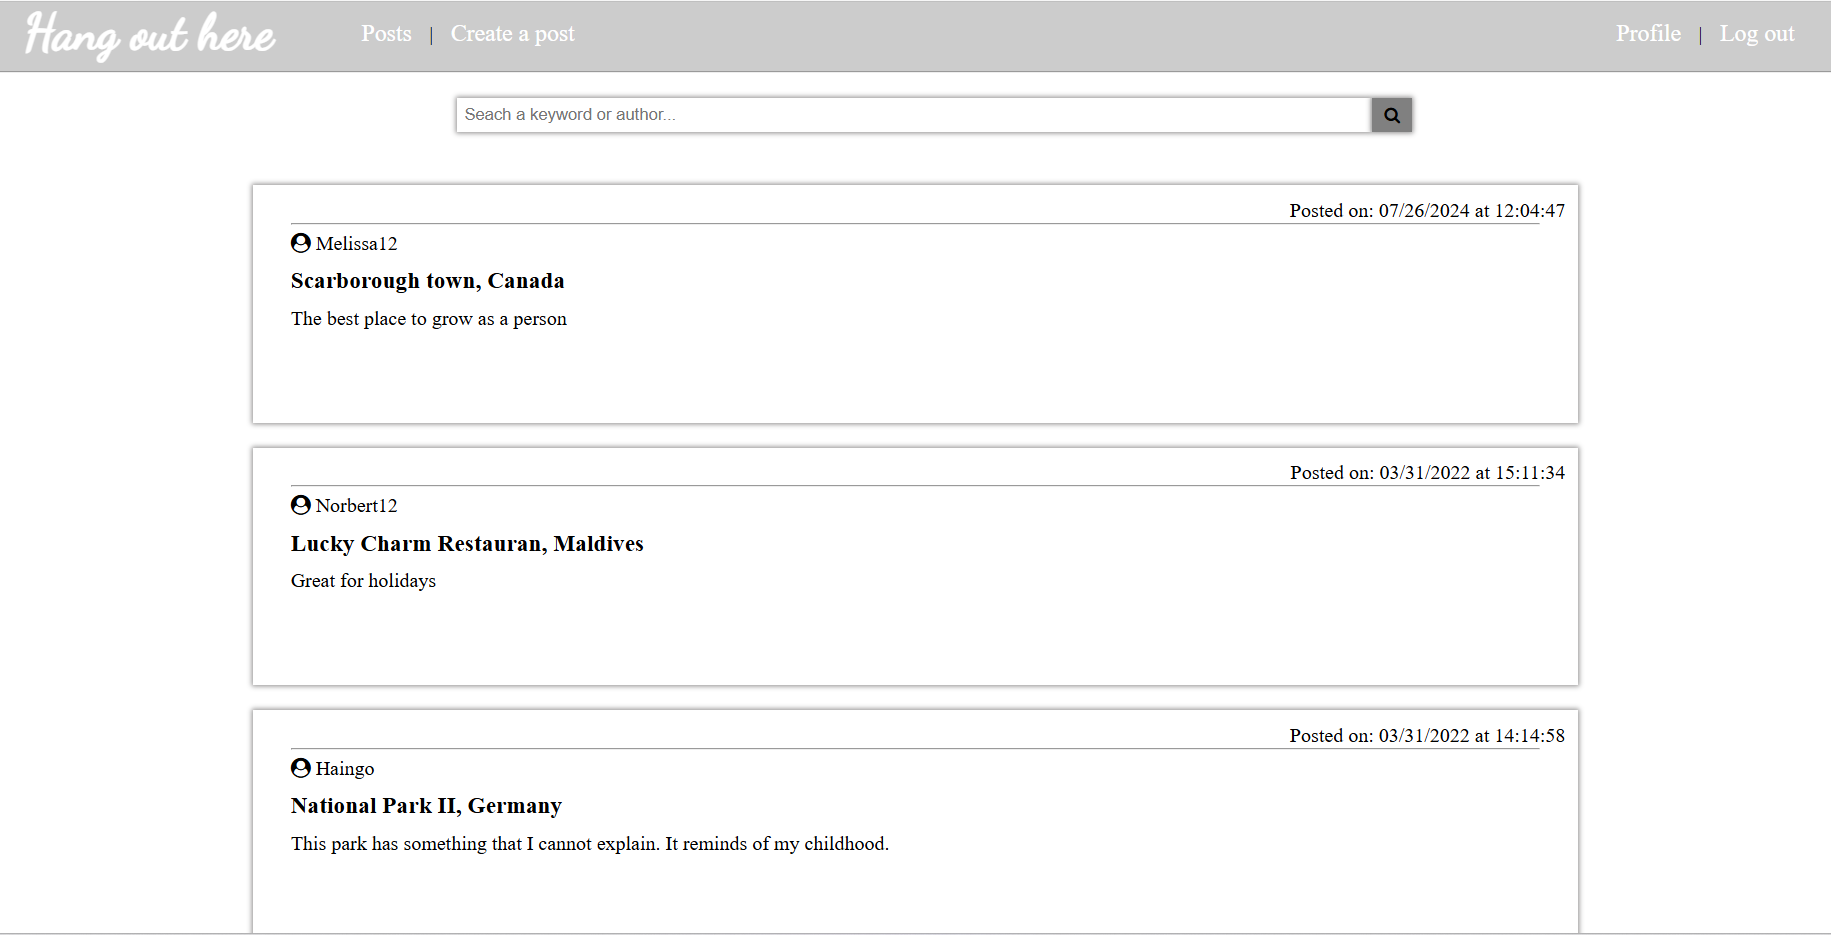 Hang out here
Posts | Create a post
Profile | Log out
Seach a keyword or author...
Posted on: 07/26/2024 at 12:04:47
Melissa12
Scarborough town, Canada
The best place to grow as a person
Posted on: 03/31/2022 at 15:11:34
Norbert12
Lucky Charm Restauran, Maldives
Great for holidays
Posted on: 03/31/2022 at 14:14:58
Haingo
National Park II, Germany
This park has something that I cannot explain. It reminds of my childhood.